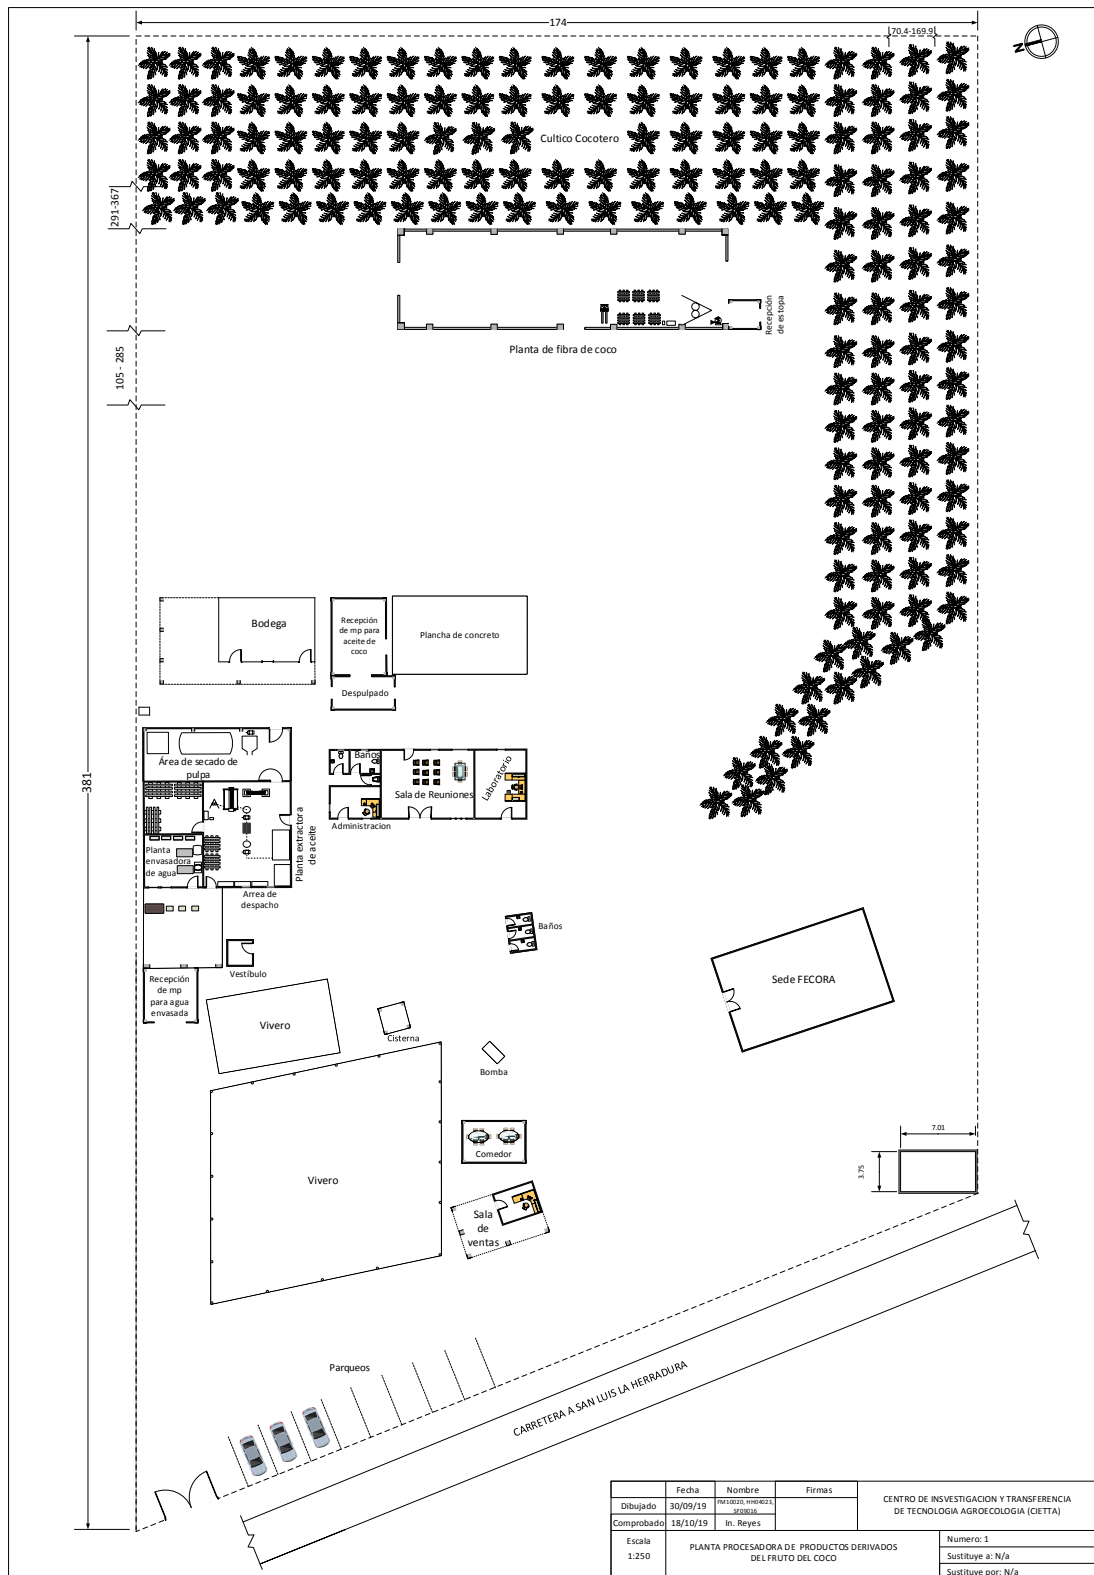 174
70.4-169.9
N
Cultico Cocotero
291-367
Recepción
de estopa
Planta de fibra de coco
105 - 285
381
Bodega
Recepción
de mp para
aceite de
coco
Plancha de concreto
Despulpado
Área de secado de
pulpa
Baños
Sala de Reuniones
Laboratorio
Administracion
Planta extractora
de aceite
Planta
envasadora
de agua
Arrea de
despacho
Baños
Vestíbulo
Sede FECORA
Recepción
de mp
para agua
envasada
Vivero
Cisterna
Bomba
7.01
3.75
Comedor
Vivero
Sala
de
ventas
Parqueos
CARRETERA A SAN LUIS LA HERRADURA
Fecha Nombre Firmas
Dibujado 30/09/19 FM10020, HH04023,
SF09016
Comprobado 18/10/19 In. Reyes
CENTRO DE INSVESTIGACION Y TRANSFERENCIA
DE TECNOLOGIA AGROECOLOGIA (CIETTA)
Escala
1:250
PLANTA PROCESADORA DE PRODUCTOS DERIVADOS
DEL FRUTO DEL COCO
Numero: 1
Sustituye a: N/a
Sustituye por: N/a